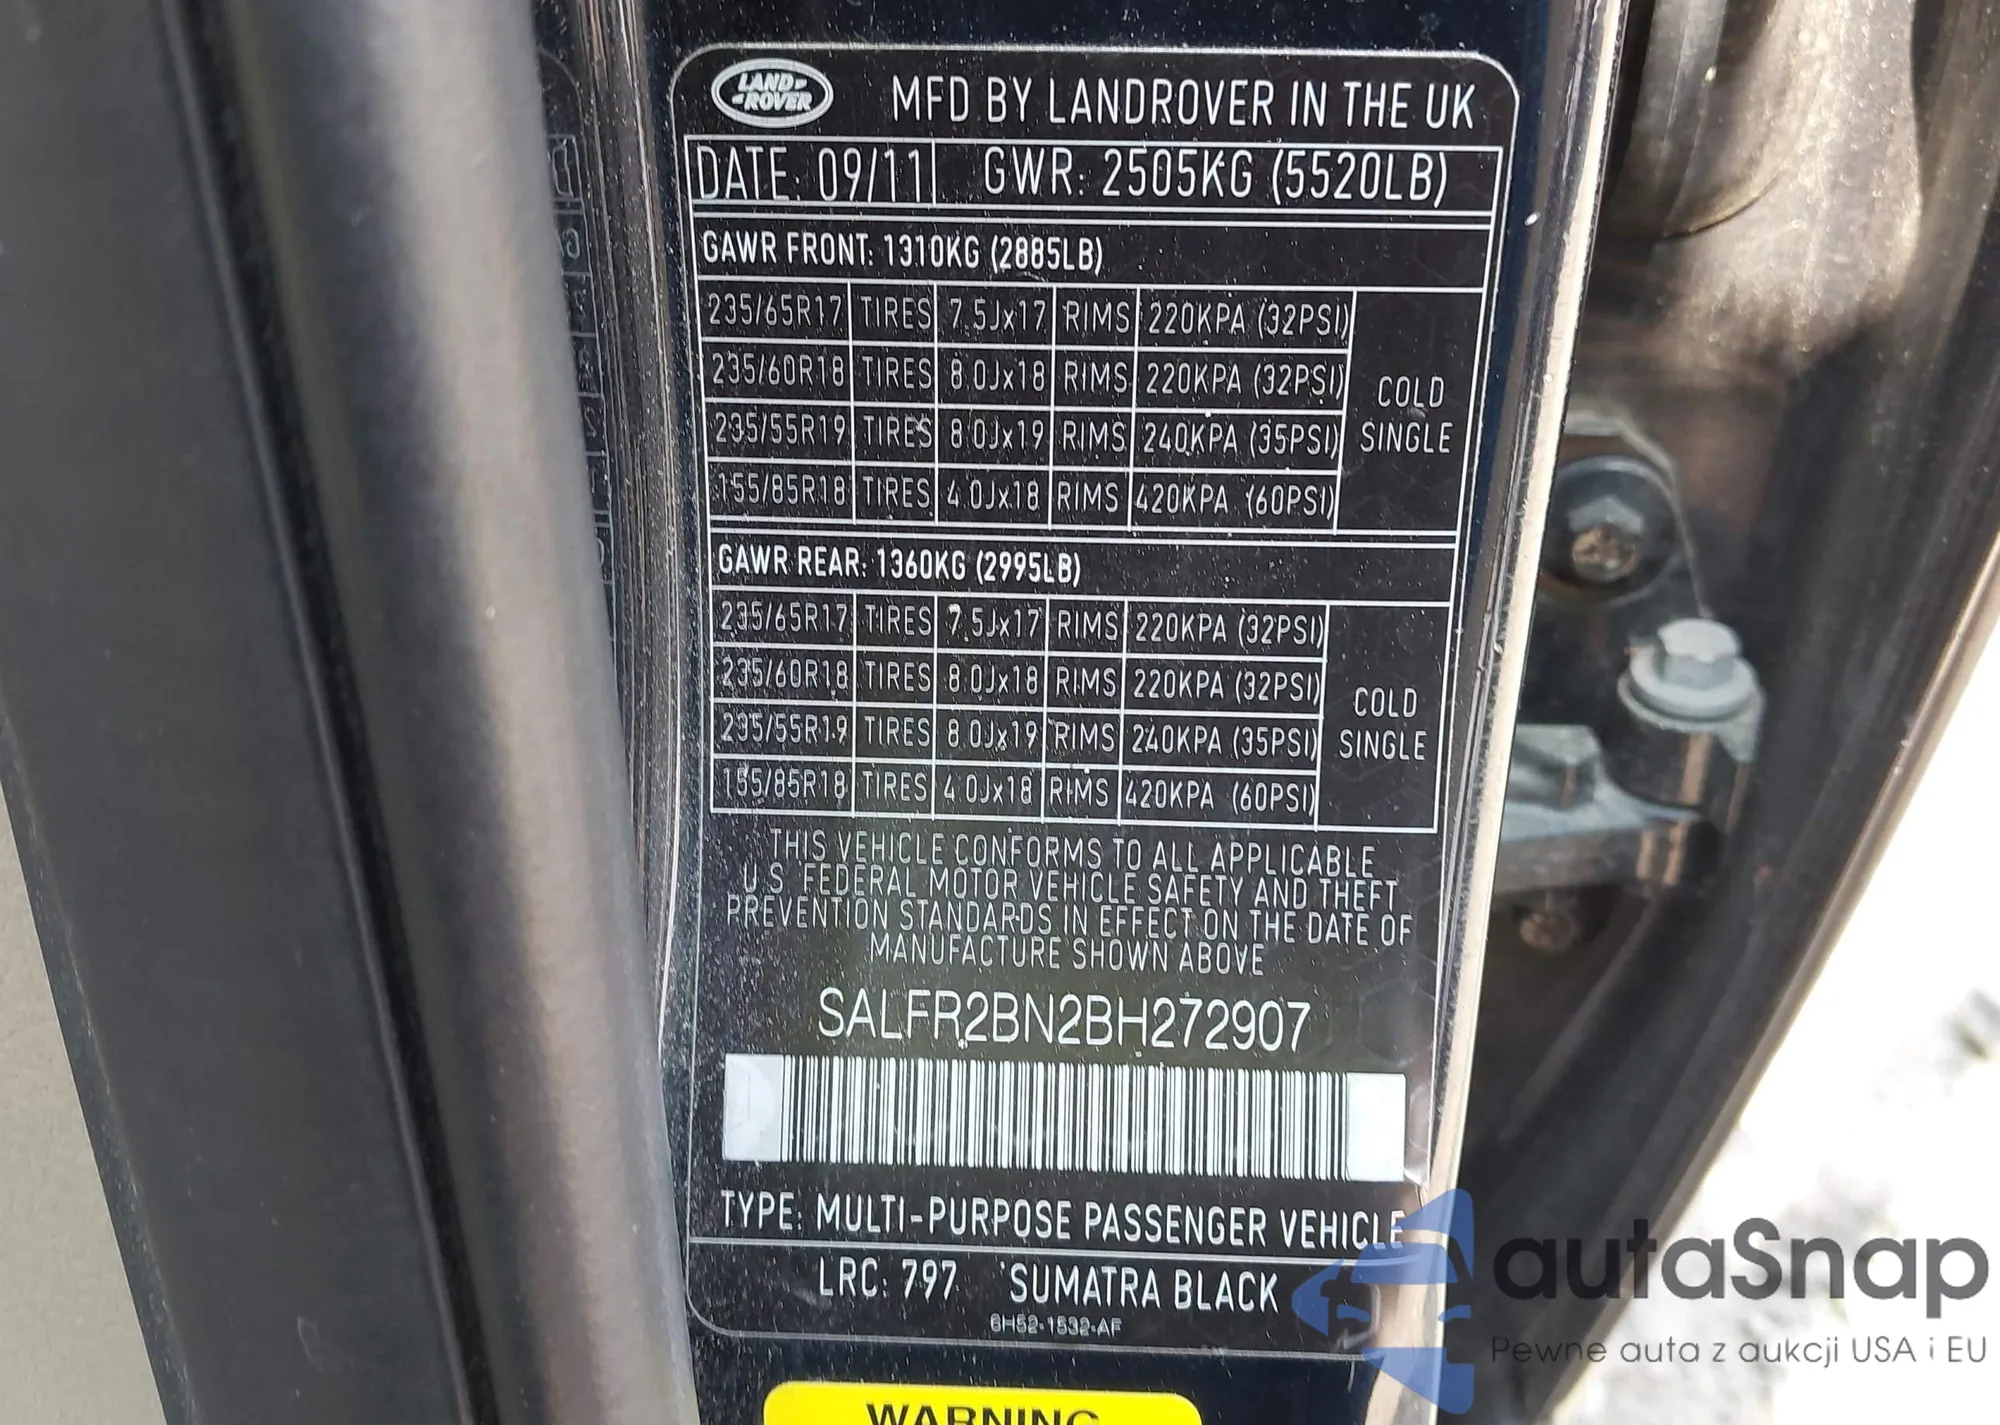 LAND ROVER
MFD BY LANDROVER IN THE UK
DATE: 09/11 GWR: 2505KG (5520LB)
GAWR FRONT: 1310KG (2885LB)
235/65R17 TIRES 7.5Jx17 RIMS 220KPA (32PSI)
235/60R18 TIRES 8.0Jx18 RIMS 220KPA (32PSI)
235/55R19 TIRES 8.0Jx19 RIMS 240KPA (35PSI)
155/85R18 TIRES 4.0Jx18 RIMS 420KPA (60PSI)
COLD
SINGLE
GAWR REAR: 1360KG (2995LB)
235/65R17 TIRES 7.5Jx17 RIMS 220KPA (32PSI)
235/60R18 TIRES 8.0Jx18 RIMS 220KPA (32PSI)
235/55R19 TIRES 8.0Jx19 RIMS 240KPA (35PSI)
155/85R18 TIRES 4.0Jx18 RIMS 420KPA (60PSI)
COLD
SINGLE
THIS VEHICLE CONFORMS TO ALL APPLICABLE
U.S. FEDERAL MOTOR VEHICLE SAFETY AND THEFT
PREVENTION STANDARDS IN EFFECT ON THE DATE OF
MANUFACTURE SHOWN ABOVE
SALFR2BN2BH272907
TYPE: MULTI-PURPOSE PASSENGER VEHICLE
LRC: 797 SUMATRA BLACK
6H52-1532-AF
WARNING
autaSnap
Pewne auta z aukcji USA i EU